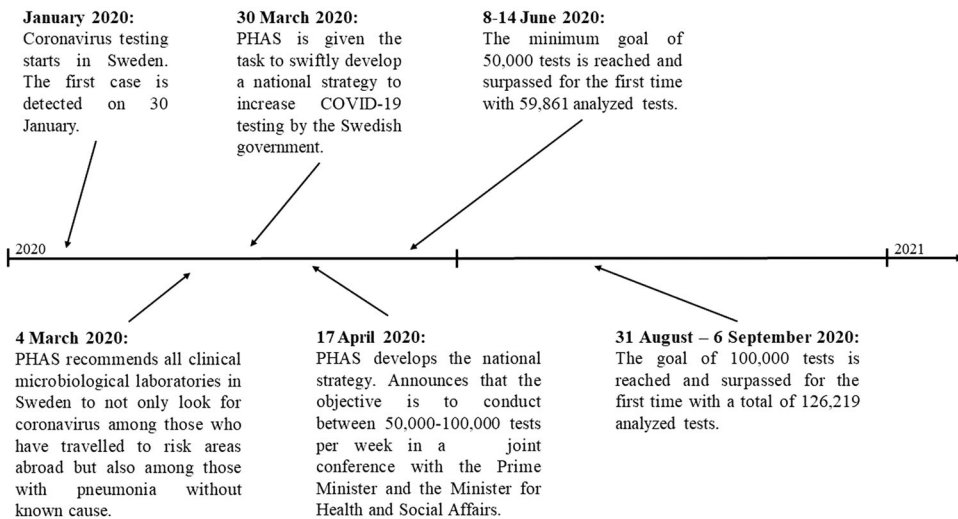 January 2020:
Coronavirus testing
starts in Sweden.
The first case is
detected on 30
January.
30 March 2020:
PHAS is given the
task to swiftly develop
a national strategy to
increase COVID-19
testing by the Swedish
government.
8-14 June 2020:
The minimum goal of
50,000 tests is reached and
surpassed for the first time
with 59,861 analyzed tests.
2020
2021
4 March 2020:
PHAS recommends all clinical
microbiological laboratories in
Sweden to not only look for
coronavirus among those who
have travelled to risk areas
abroad but also among those
with pneumonia without
known cause.
17 April 2020:
PHAS develops the national
strategy. Announces that the
objective is to conduct
between 50,000-100,000 tests
per week in a joint
conference with the Prime
Minister and the Minister for
Health and Social Affairs.
31 August – 6 September 2020:
The goal of 100,000 tests is
reached and surpassed for the
first time with a total of 126,219
analyzed tests.